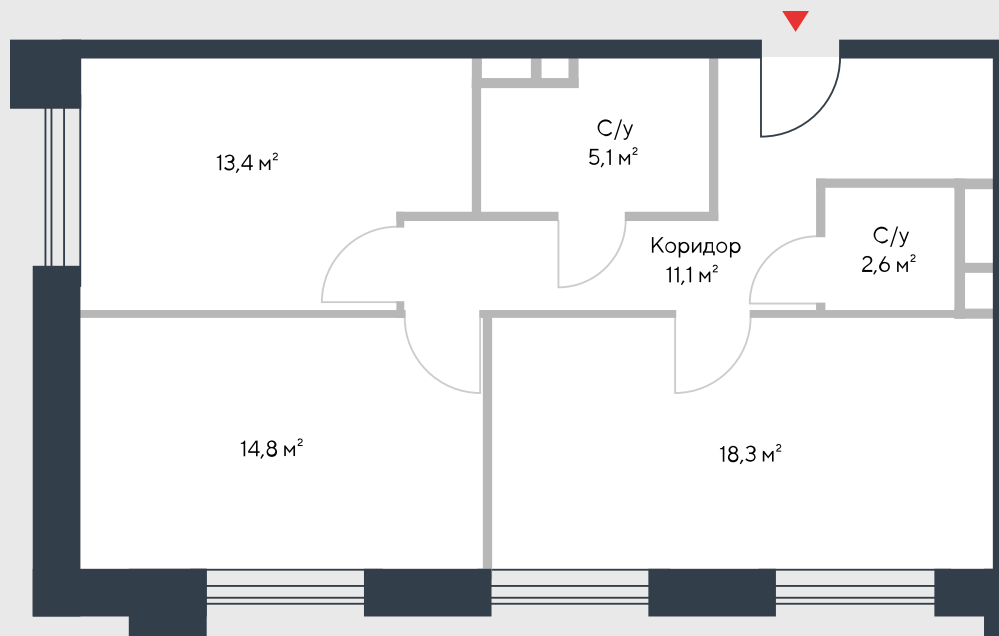 С/у
5,1 м²
13,4 м²
Коридор
11,1 м²
С/у
2,6 м²
14,8 м²
18,3 м²